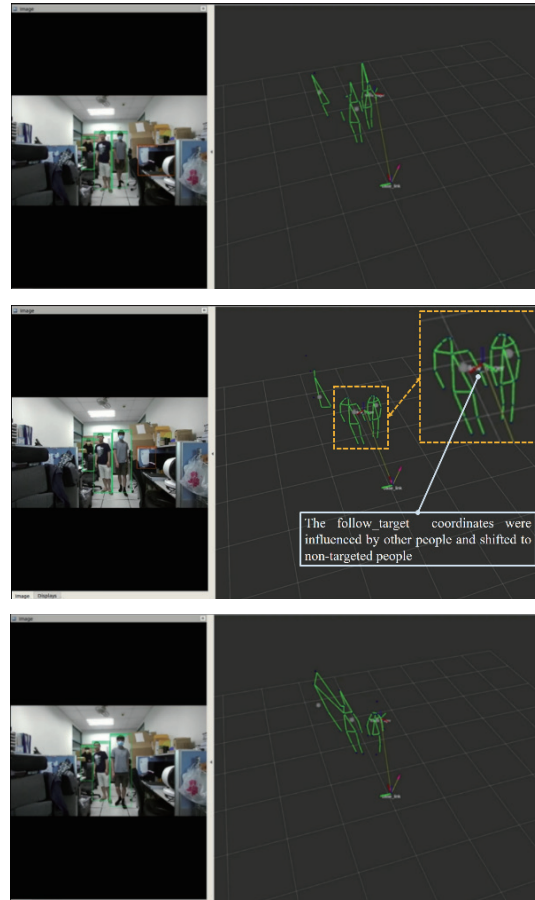 Image
Image
The follow_target coordinates were
influenced by other people and shifted to
non-targeted people
Image Displays
Image